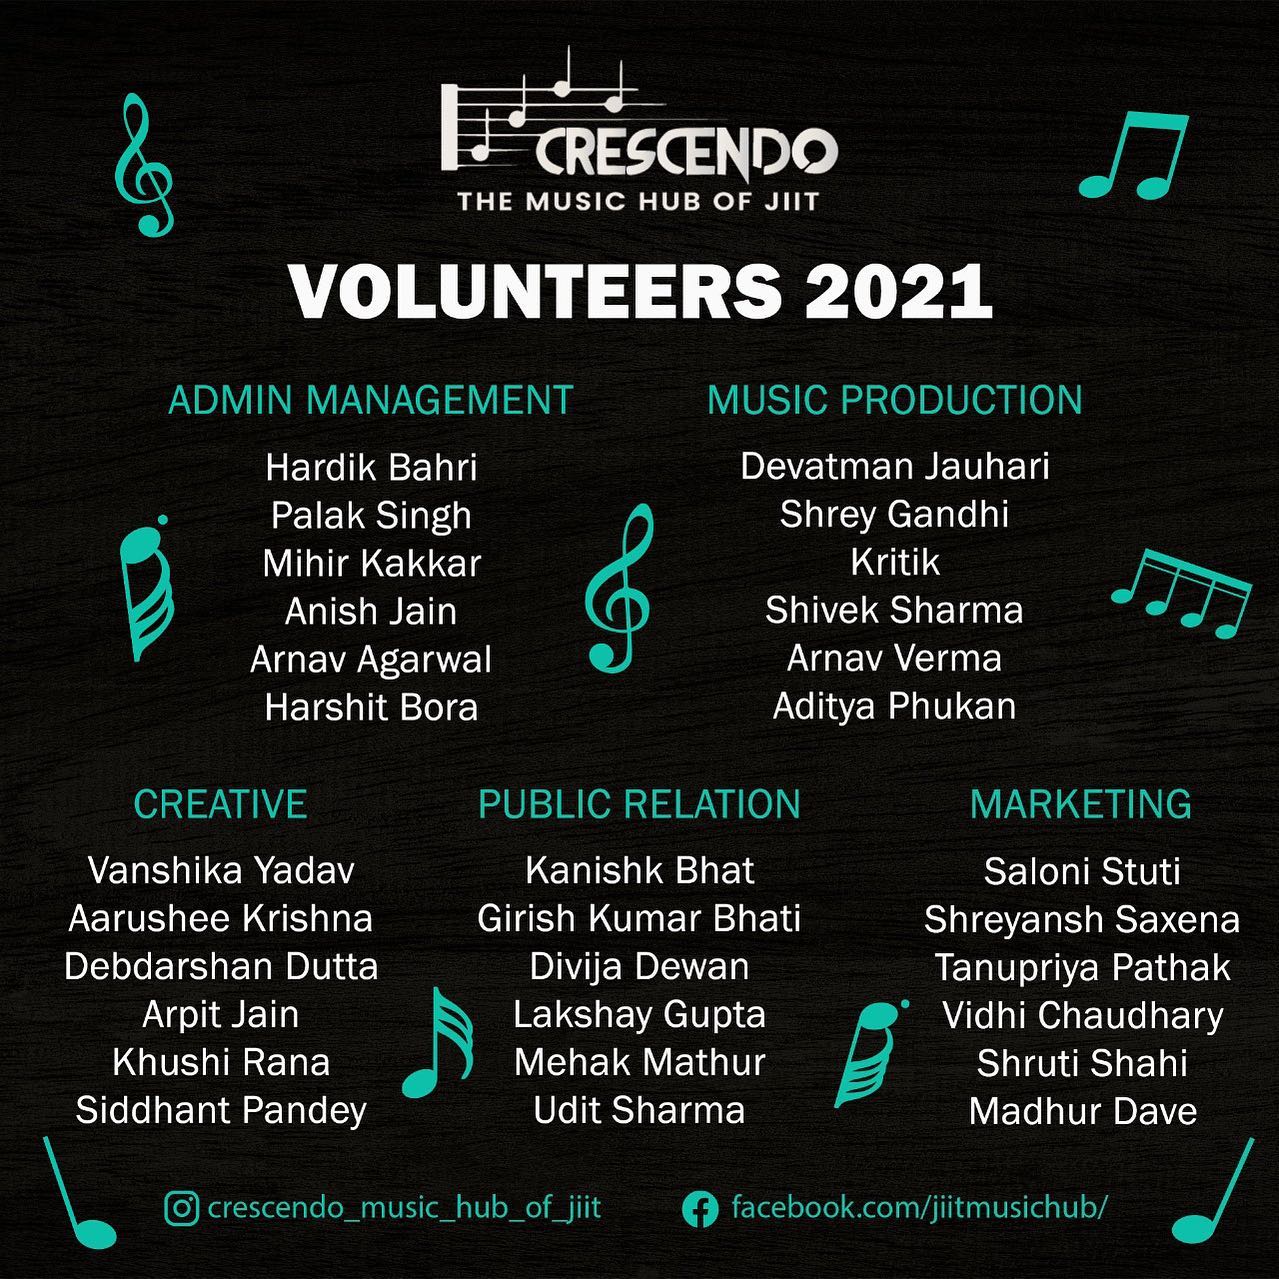 CRESCENDO
THE MUSIC HUB OF JIIT
VOLUNTEERS 2021
ADMIN MANAGEMENT
Hardik Bahri
Palak Singh
Mihir Kakkar
Anish Jain
Arnav Agarwal
Harshit Bora
MUSIC PRODUCTION
Devatman Jauhari
Shrey Gandhi
Kritik
Shivek Sharma
Arnav Verma
Aditya Phukan
CREATIVE
Vanshika Yadav
Aarushee Krishna
Debdarshan Dutta
Arpit Jain
Khushi Rana
Siddhant Pandey
PUBLIC RELATION
Kanishk Bhat
Girish Kumar Bhati
Divija Dewan
Lakshay Gupta
Mehak Mathur
Udit Sharma
MARKETING
Saloni Stuti
Shreyansh Saxena
Tanupriya Pathak
Vidhi Chaudhary
Shruti Shahi
Madhur Dave
crescendo_music_hub_of_jiit
facebook.com/jiitmusichub/